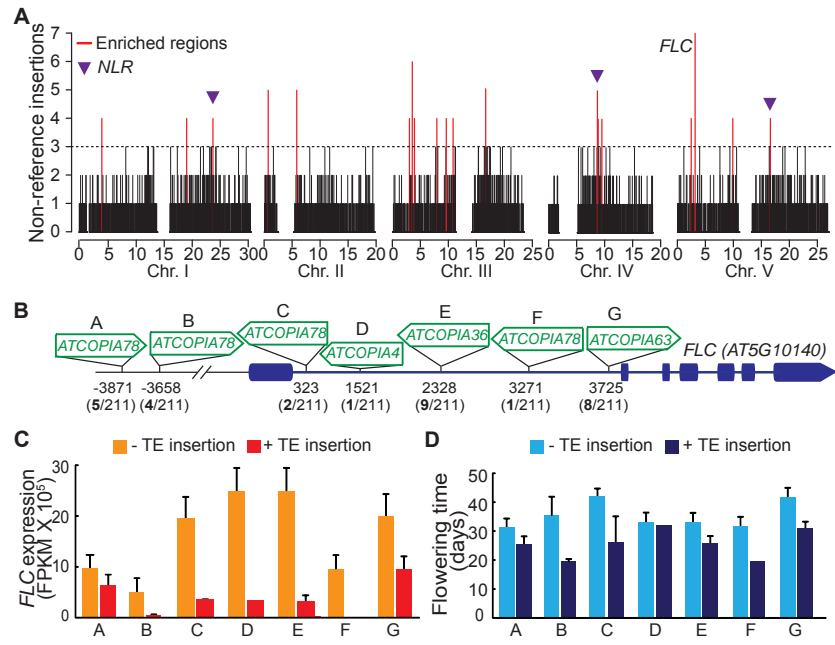 A
Non-reference insertions
7
6
5
4
3
2
1
0
Enriched regions
NLR
FLC
0 5 10 15 20 25 30 0 5 10 15 20 0 5 10 15 20 25 0 5 10 15 20 0 5 10 15 20 25
Chr. I Chr. II Chr. III Chr. IV Chr. V
B
A B C D E F G
ATCOPIA78 ATCOPIA78 ATCOPIA78 ATCOPIA4 ATCOPIA36 ATCOPIA78 ATCOPIA63
FLC (AT5G10140)
-3871 -3658 323 1521 2328 3271 3725
(5/211) (4/211) (2/211) (1/211) (9/211) (1/211) (8/211)
C
- TE insertion + TE insertion
FLC expression
(FPKM X 10⁵)
30
20
10
0
A B C D E F G
D
- TE insertion + TE insertion
Flowering time
(days)
50
40
30
20
10
0
A B C D E F G